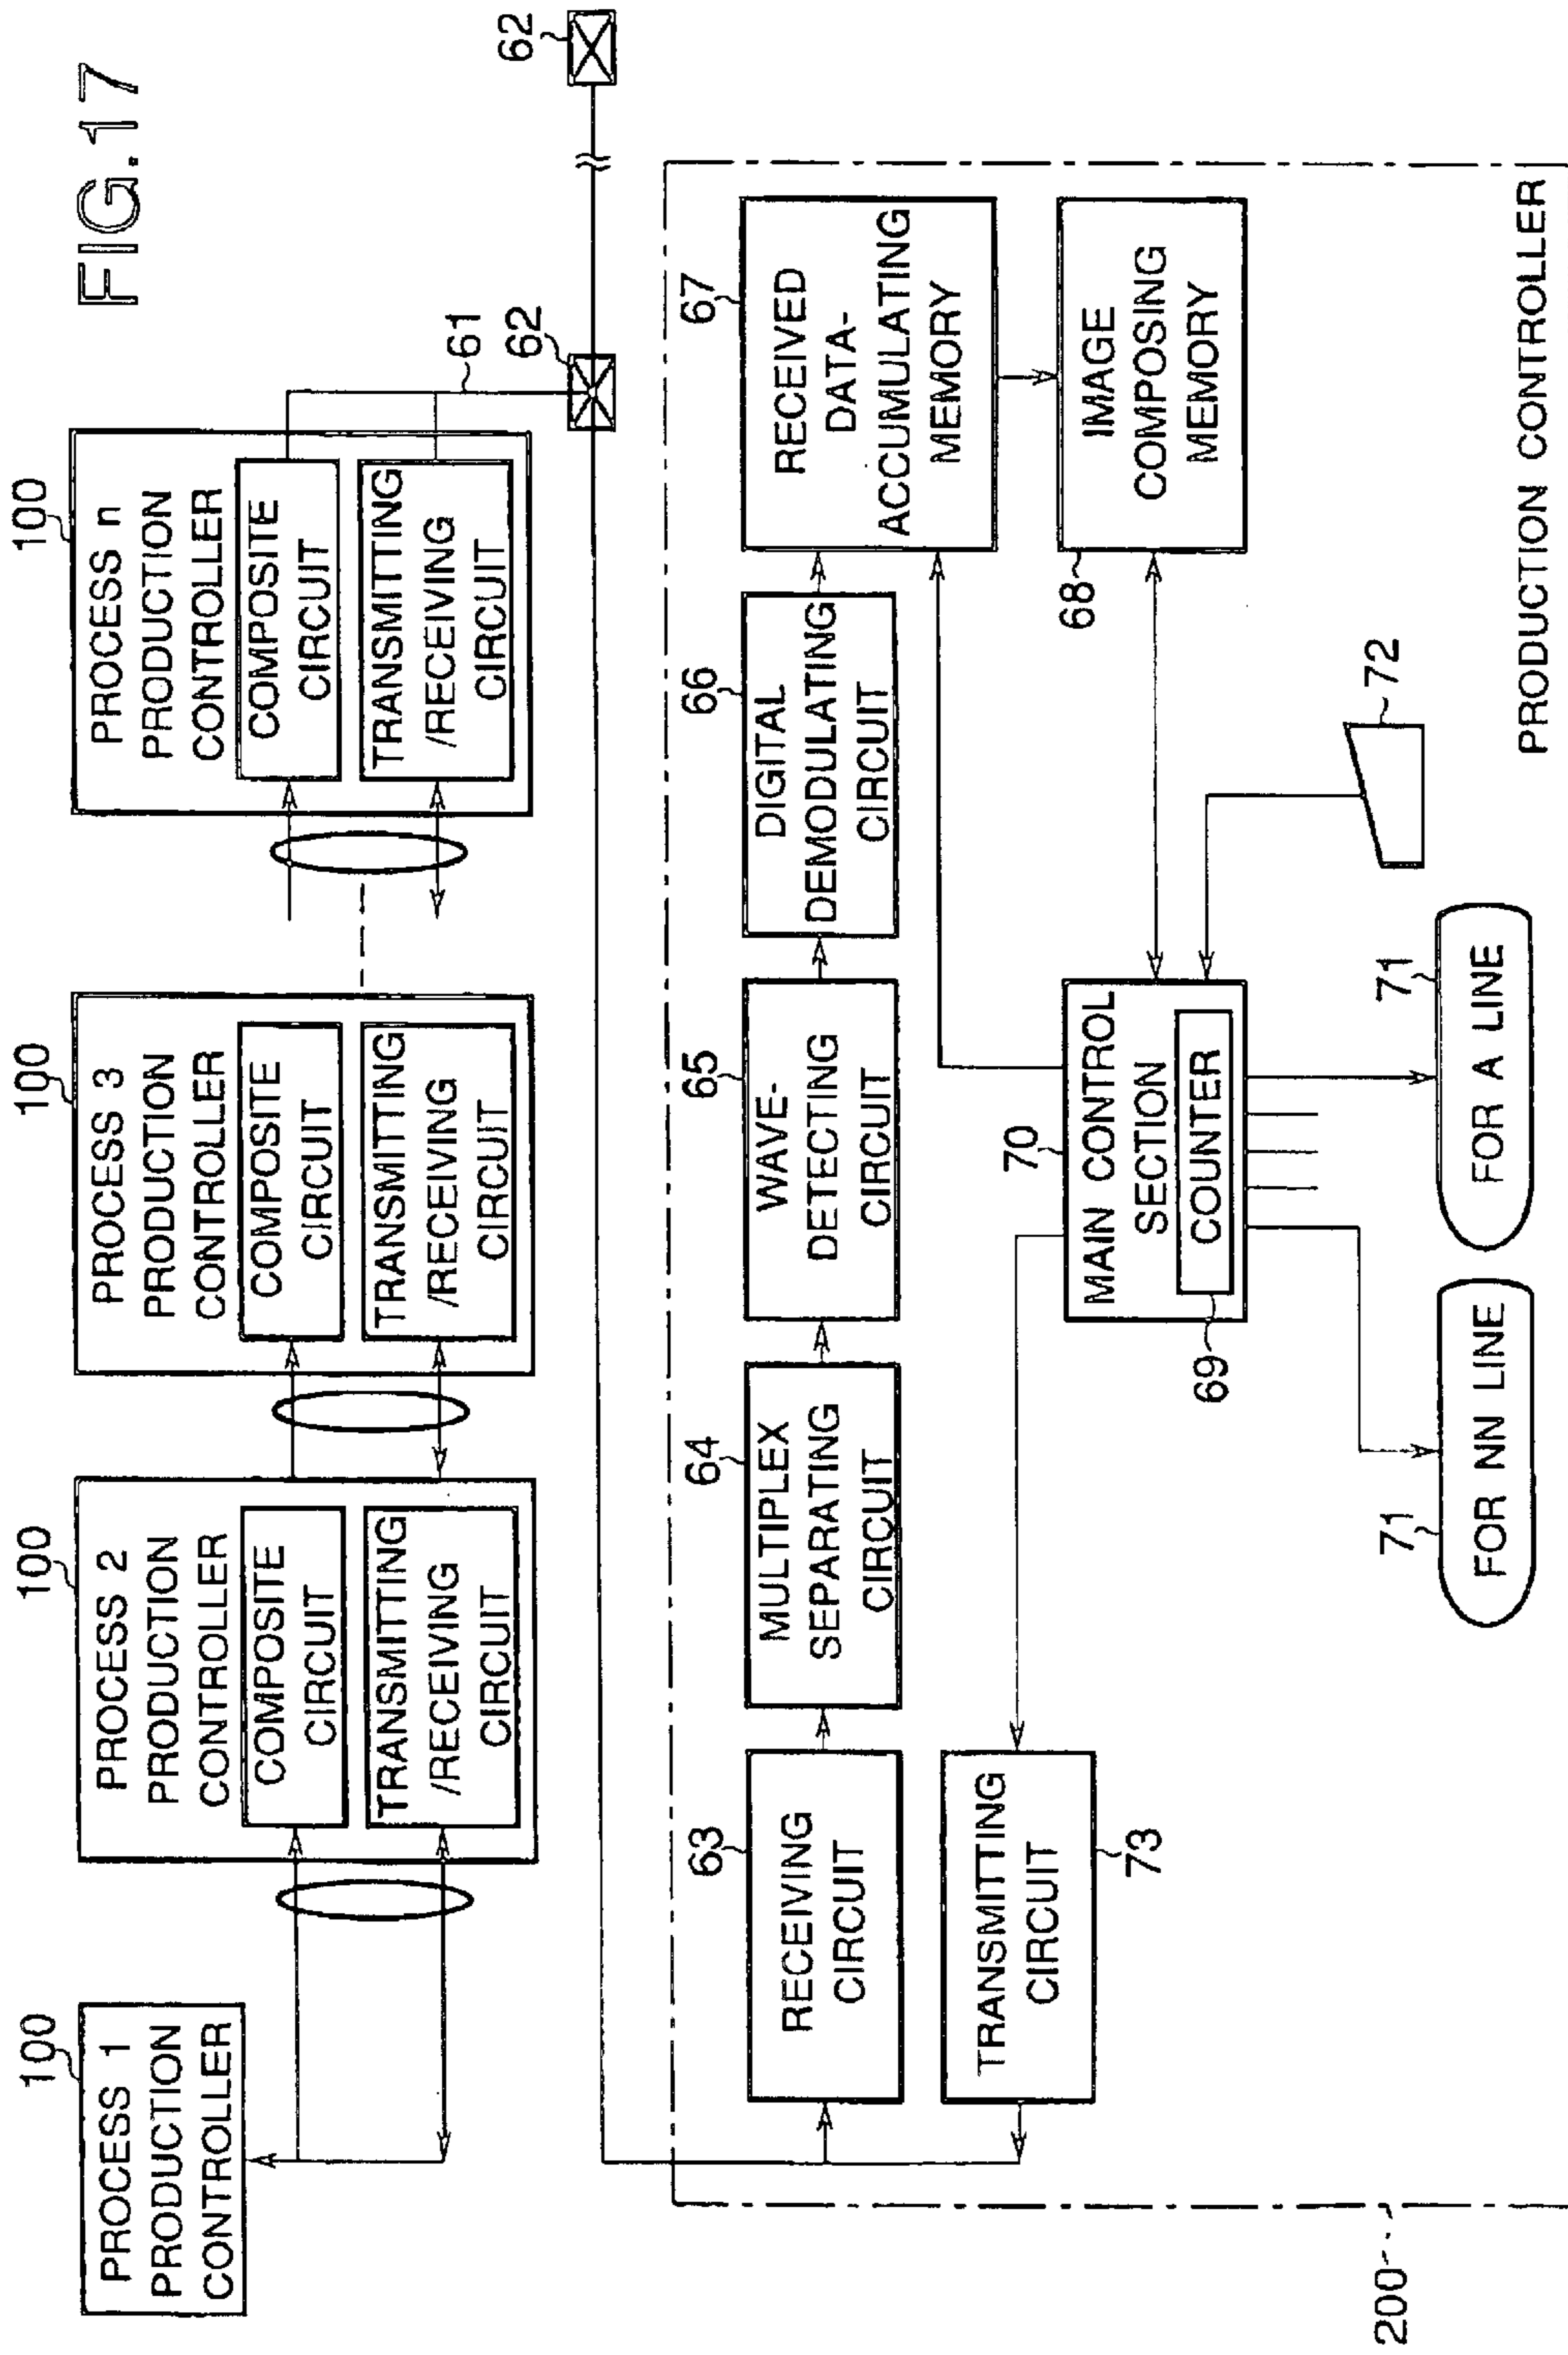 FIG.17
100
PROCESS 1
PRODUCTION
CONTROLLER
100
PROCESS 2
PRODUCTION
CONTROLLER
COMPOSITE
CIRCUIT
TRANSMITTING
/RECEIVING
CIRCUIT
100
PROCESS 3
PRODUCTION
CONTROLLER
COMPOSITE
CIRCUIT
TRANSMITTING
/RECEIVING
CIRCUIT
100
PROCESS n
PRODUCTION
CONTROLLER
COMPOSITE
CIRCUIT
TRANSMITTING
/RECEIVING
CIRCUIT
61
62
62
63
RECEIVING
CIRCUIT
64
MULTIPLEX
SEPARATING
CIRCUIT
65
WAVE-
DETECTING
CIRCUIT
66
DIGITAL
DEMODULATING
CIRCUIT
67
RECEIVED
DATA-
ACCUMULATING
MEMORY
TRANSMITTING
CIRCUIT
73
70
MAIN CONTROL
SECTION
COUNTER
69
68
IMAGE
COMPOSING
MEMORY
72
71
FOR NN LINE
71
FOR A LINE
200
PRODUCTION CONTROLLER